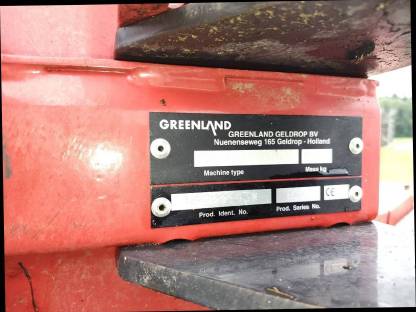 GREENLAND
GREENLAND GELDROP BV
Nuenenseweg 165 Geldrop - Holland
Machine type Mass kg
Prod. Ident. No. Prod. Series No. CE